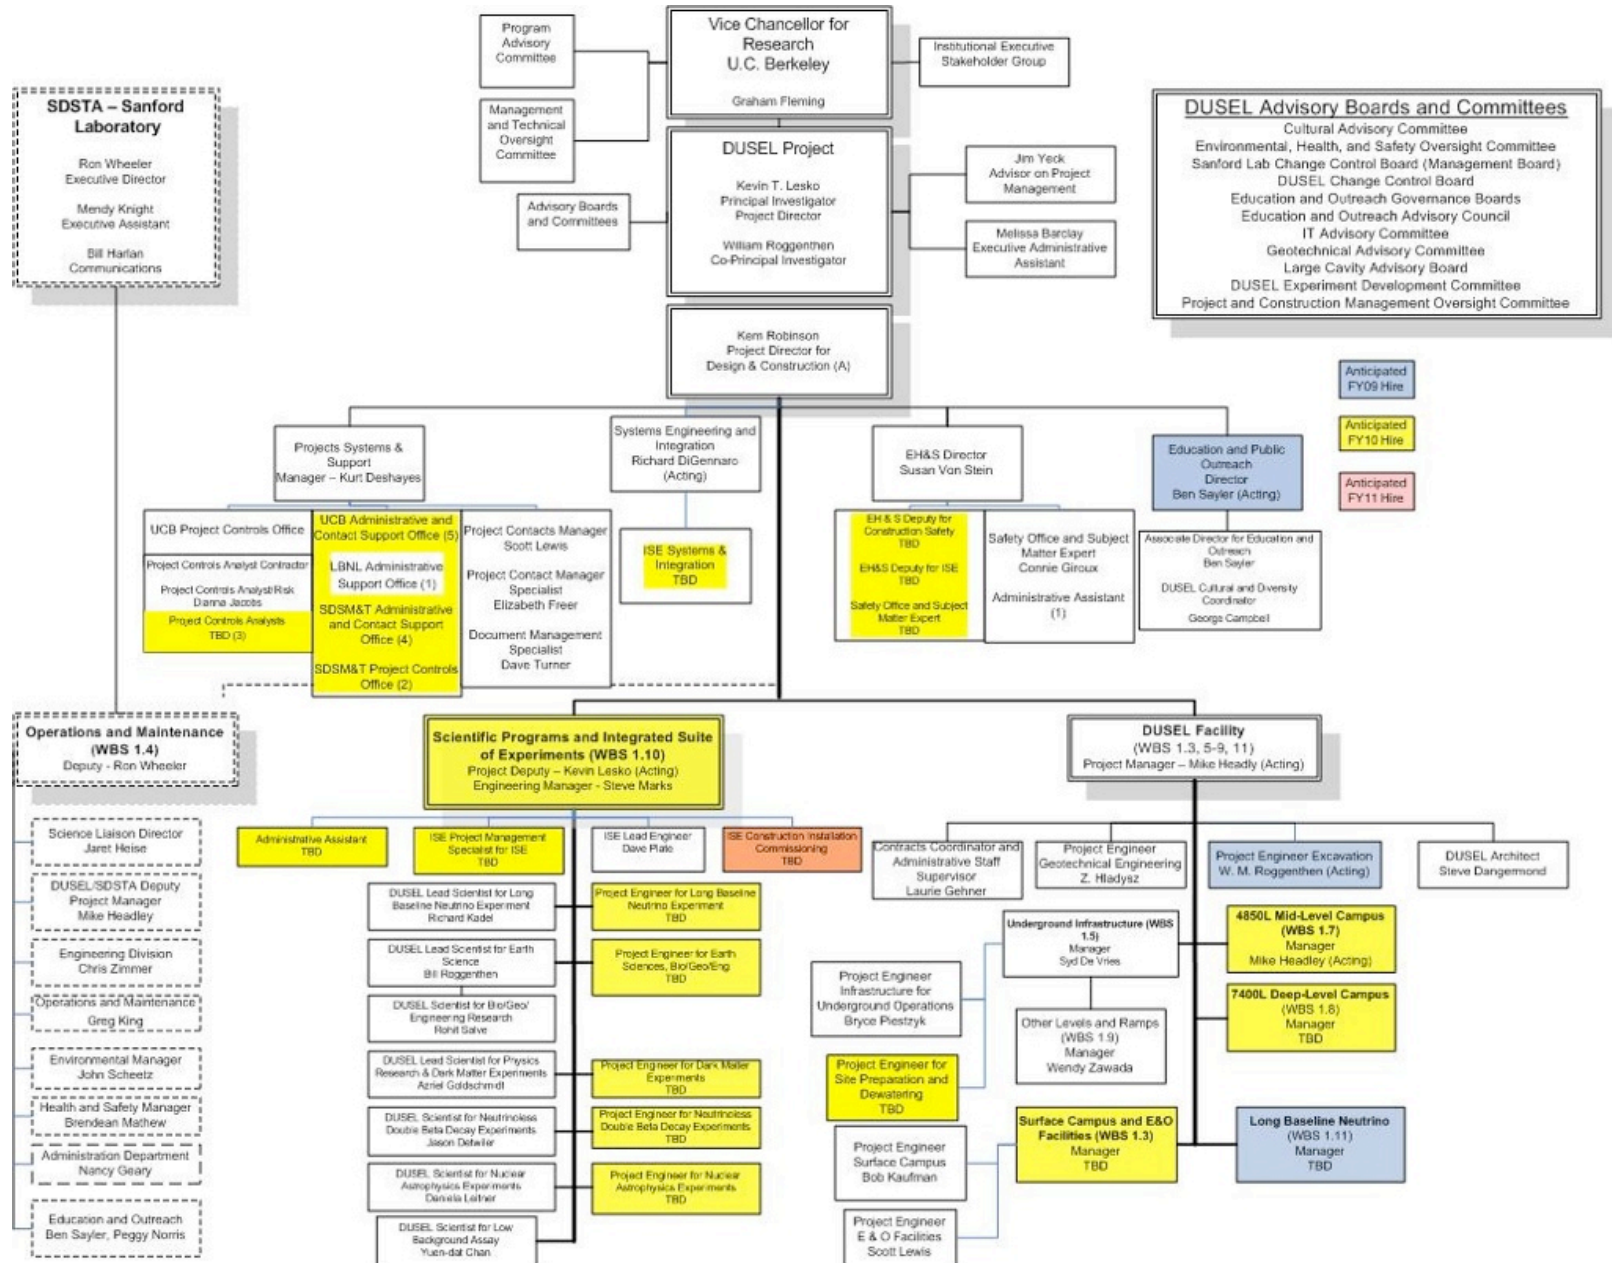 Program
Advisory
Committee
Vice Chancellor for
Research
U.C. Berkeley
Graham Fleming
Institutional Executive
Stakeholder Group
Management
and Technical
Oversight
Committee
SDSTA – Sanford
Laboratory
Ron Wheeler
Executive Director
Mendy Knight
Executive Assistant
Bill Harlan
Communications
DUSEL Project
Kevin T. Lesko
Principal Investigator
Project Director
William Roggenthen
Co-Principal Investigator
Advisory Boards
and Committees
Jim Yeck
Advisor on Project
Management
Melissa Barclay
Executive Administrative
Assistant
DUSEL Advisory Boards and Committees
Cultural Advisory Committee
Environmental, Health, and Safety Oversight Committee
Sanford Lab Change Control Board (Management Board)
DUSEL Change Control Board
Education and Outreach Governance Boards
Education and Outreach Advisory Council
IT Advisory Committee
Geotechnical Advisory Committee
Large Cavity Advisory Board
DUSEL Experiment Development Committee
Project and Construction Management Oversight Committee
Kem Robinson
Project Director for
Design & Construction (A)
Anticipated
FY09 Hire
Anticipated
FY10 Hire
Anticipated
FY11 Hire
Projects Systems &
Support
Manager – Kurt Deshayes
Systems Engineering and
Integration
Richard DiGennaro
(Acting)
EH&S Director
Susan Von Stein
Education and Public
Outreach
Director
Ben Sayler (Acting)
UCB Project Controls Office
Project Controls Analyst Contractor
Project Controls Analyst/Risk
Dianna Jacobs
Project Controls Analysts
TBD (3)
UCB Administrative and
Contact Support Office (5)
LBNL Administrative
Support Office (1)
SDSM&T Administrative
and Contact Support
Office (4)
SDSM&T Project Controls
Office (2)
Project Contacts Manager
Scott Lewis
Project Contact Manager
Specialist
Elizabeth Freer
Document Management
Specialist
Dave Turner
ISE Systems &
Integration
TBD
EH & S Deputy for
Construction Safety
TBD
EH&S Deputy for ISE
TBD
Safety Office and Subject
Matter Expert
TBD
Safety Office and Subject
Matter Expert
Connie Giroux
Administrative Assistant
(1)
Associate Director for Education and
Outreach
Ben Sayler
DUSEL Cultural and Diversity
Coordinator
George Campbell
Operations and Maintenance
(WBS 1.4)
Deputy - Ron Wheeler
Scientific Programs and Integrated Suite
of Experiments (WBS 1.10)
Project Deputy – Kevin Lesko (Acting)
Engineering Manager - Steve Marks
DUSEL Facility
(WBS 1.3, 5-9, 11)
Project Manager – Mike Headly (Acting)
Science Liaison Director
Jaret Heise
DUSEL/SDSTA Deputy
Project Manager
Mike Headley
Engineering Division
Chris Zimmer
Operations and Maintenance
Greg King
Environmental Manager
John Scheetz
Health and Safety Manager
Brendean Mathew
Administration Department
Nancy Geary
Education and Outreach
Ben Sayler, Peggy Norris
Administrative Assistant
TBD
ISE Project Management
Specialist for ISE
TBD
ISE Lead Engineer
Dave Plate
ISE Construction Installation
Commissioning
TBD
DUSEL Lead Scientist for Long
Baseline Neutrino Experiment
Richard Kadel
Project Engineer for Long Baseline
Neutrino Experiment
TBD
DUSEL Lead Scientist for Earth
Science
Bill Roggenthen
Project Engineer for Earth
Sciences, Bio/Geo/Eng
TBD
DUSEL Scientist for Bio/Geo/
Engineering Research
Rohit Salve
DUSEL Lead Scientist for Physics
Research & Dark Matter Experiments
Azriel Goldschmidt
Project Engineer for Dark Matter
Experiments
TBD
DUSEL Scientist for Neutrinoless
Double Beta Decay Experiments
Jason Detwiler
Project Engineer for Neutrinoless
Double Beta Decay Experiments
TBD
DUSEL Scientist for Nuclear
Astrophysics Experiments
Daniela Leitner
Project Engineer for Nuclear
Astrophysics Experiments
TBD
DUSEL Scientist for Low
Background Assay
Yuen-dat Chan
Contracts Coordinator and
Administrative Staff
Supervisor
Laurie Gehner
Project Engineer
Geotechnical Engineering
Z. Hladysz
Project Engineer Excavation
W. M. Roggenthen (Acting)
DUSEL Architect
Steve Dangermond
Underground Infrastructure (WBS
1.5)
Manager
Syd De Vries
4850L Mid-Level Campus
(WBS 1.7)
Manager
Mike Headley (Acting)
Project Engineer
Infrastructure for
Underground Operations
Bryce Piestzyk
7400L Deep-Level Campus
(WBS 1.8)
Manager
TBD
Other Levels and Ramps
(WBS 1.9)
Manager
Wendy Zawada
Project Engineer for
Site Preparation and
Dewatering
TBD
Surface Campus and E&O
Facilities (WBS 1.3)
Manager
TBD
Long Baseline Neutrino
(WBS 1.11)
Manager
TBD
Project Engineer
Surface Campus
Bob Kaufman
Project Engineer
E & O Facilities
Scott Lewis